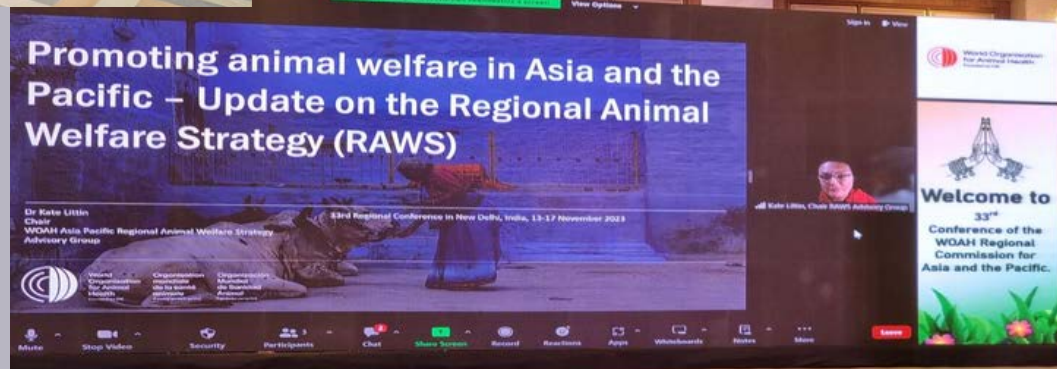 View Options
Sign in View
Promoting animal welfare in Asia and the
Pacific – Update on the Regional Animal
Welfare Strategy (RAWS)
Dr Kate Littin
Chair
WOAH Asia Pacific Regional Animal Welfare Strategy
Advisory Group
33rd Regional Conference in New Delhi, India, 13-17 November 2023
World
Organisation
for Animal
Health
Organisation
mondiale
de la santé
animale
Organización
Mundial
de Sanidad
Animal
Kate Littin, Chair RAWS Advisory Group
World Organisation
for Animal Health
Welcome to
33rd
Conference of the
WOAH Regional
Commission for
Asia and the Pacific.
Mute
Stop Video
Security
Participants
3
Chat
2
Share Screen
Record
Reactions
Apps
Whiteboards
Notes
More
Leave